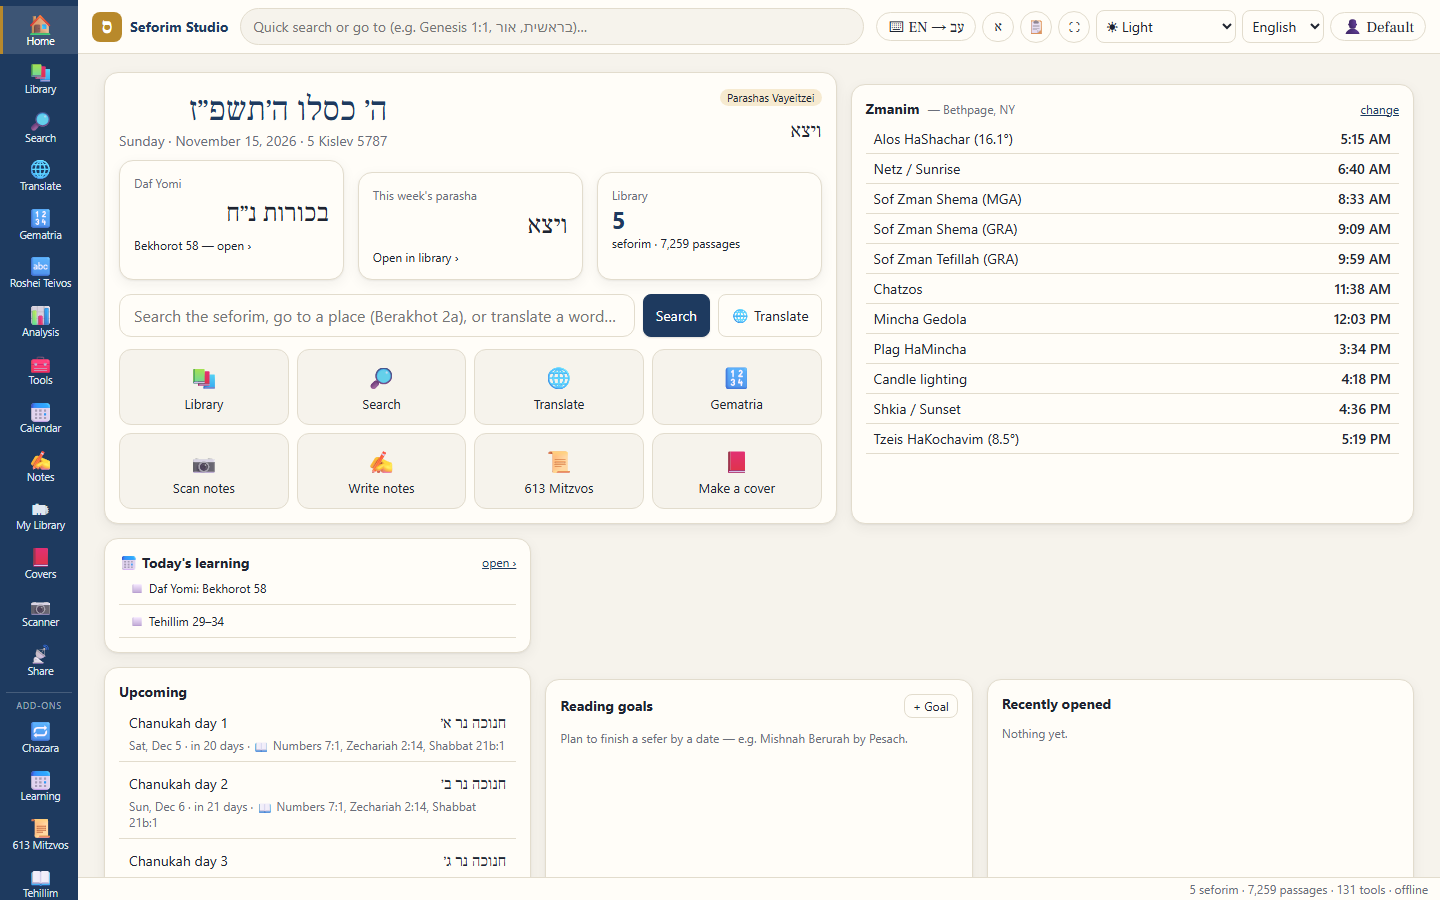 Home
Library
Search
Translate
Gematria
Roshei Teivos
Analysis
Tools
Calendar
Notes
My Library
Covers
Scanner
Share
ADD-ONS
Chazara
Learning
613 Mitzvos
Tehillim
ס
Seforim Studio
Quick search or go to (e.g. Genesis 1:1, בראשית, אור)...
EN → עב
א
Light
English
Default
ה׳ כסלו ה׳תשפ״ז
Sunday · November 15, 2026 · 5 Kislev 5787
Parashas Vayeitzei
ויצא
Daf Yomi
בכורות נ״ח
Bekhorot 58 — open ›
This week's parasha
ויצא
Open in library ›
Library
5
seforim · 7,259 passages
Search the seforim, go to a place (Berakhot 2a), or translate a word...
Search
Translate
Library
Search
Translate
Gematria
Scan notes
Write notes
613 Mitzvos
Make a cover
Zmanim — Bethpage, NY
change
Alos HaShachar (16.1°) 5:15 AM
Netz / Sunrise 6:40 AM
Sof Zman Shema (MGA) 8:33 AM
Sof Zman Shema (GRA) 9:09 AM
Sof Zman Tefillah (GRA) 9:59 AM
Chatzos 11:38 AM
Mincha Gedola 12:03 PM
Plag HaMincha 3:34 PM
Candle lighting 4:18 PM
Shkia / Sunset 4:36 PM
Tzeis HaKochavim (8.5°) 5:19 PM
Today's learning
open ›
Daf Yomi: Bekhorot 58
Tehillim 29–34
Upcoming
Chanukah day 1 חנוכה נר א׳
Sat, Dec 5 · in 20 days · Numbers 7:1, Zechariah 2:14, Shabbat 21b:1
Chanukah day 2 חנוכה נר ב׳
Sun, Dec 6 · in 21 days · Numbers 7:1, Zechariah 2:14, Shabbat
21b:1
Chanukah day 3 חנוכה נר ג׳
Reading goals
+ Goal
Plan to finish a sefer by a date — e.g. Mishnah Berurah by Pesach.
Recently opened
Nothing yet.
5 seforim · 7,259 passages · 131 tools · offline